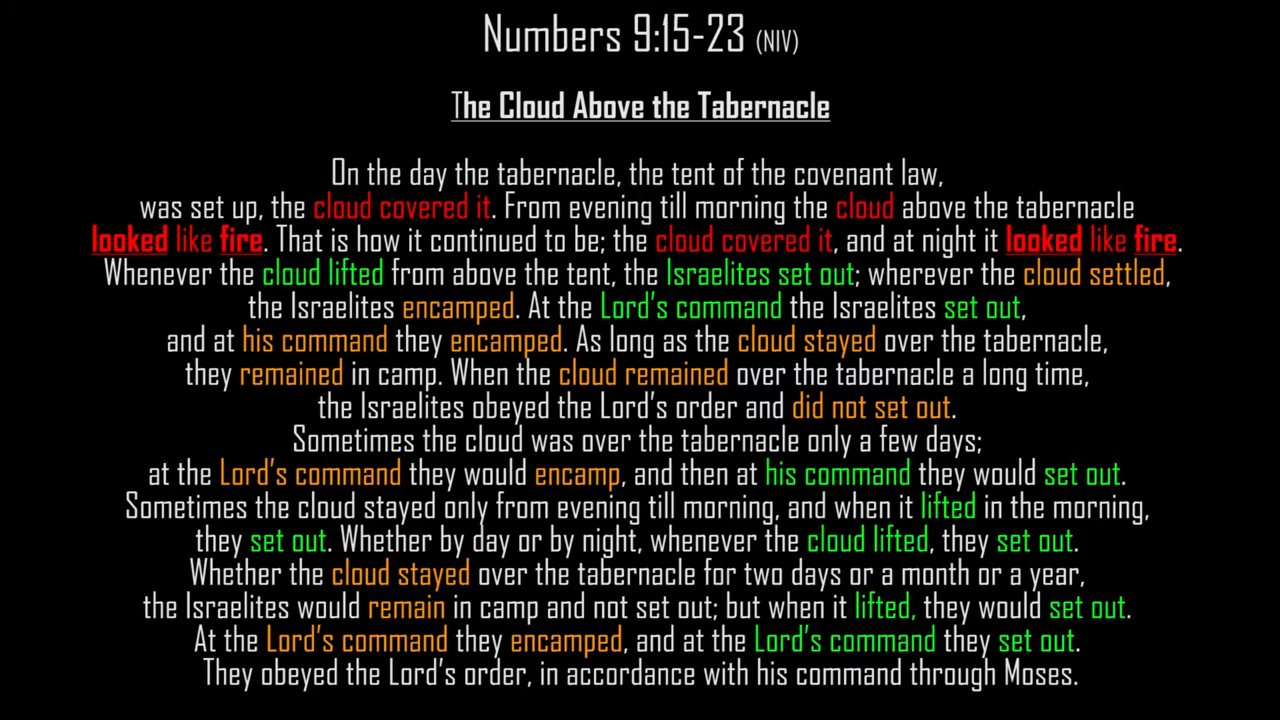 Numbers 9:15-23 (NIV)
The Cloud Above the Tabernacle
On the day the tabernacle, the tent of the covenant law,
was set up, the cloud covered it. From evening till morning the cloud above the tabernacle
looked like fire. That is how it continued to be; the cloud covered it, and at night it looked like fire.
Whenever the cloud lifted from above the tent, the Israelites set out; wherever the cloud settled,
the Israelites encamped. At the Lord's command the Israelites set out,
and at his command they encamped. As long as the cloud stayed over the tabernacle,
they remained in camp. When the cloud remained over the tabernacle a long time,
the Israelites obeyed the Lord's order and did not set out.
Sometimes the cloud was over the tabernacle only a few days;
at the Lord's command they would encamp, and then at his command they would set out.
Sometimes the cloud stayed only from evening till morning, and when it lifted in the morning,
they set out. Whether by day or by night, whenever the cloud lifted, they set out.
Whether the cloud stayed over the tabernacle for two days or a month or a year,
the Israelites would remain in camp and not set out; but when it lifted, they would set out.
At the Lord's command they encamped, and at the Lord's command they set out.
They obeyed the Lord's order, in accordance with his command through Moses.